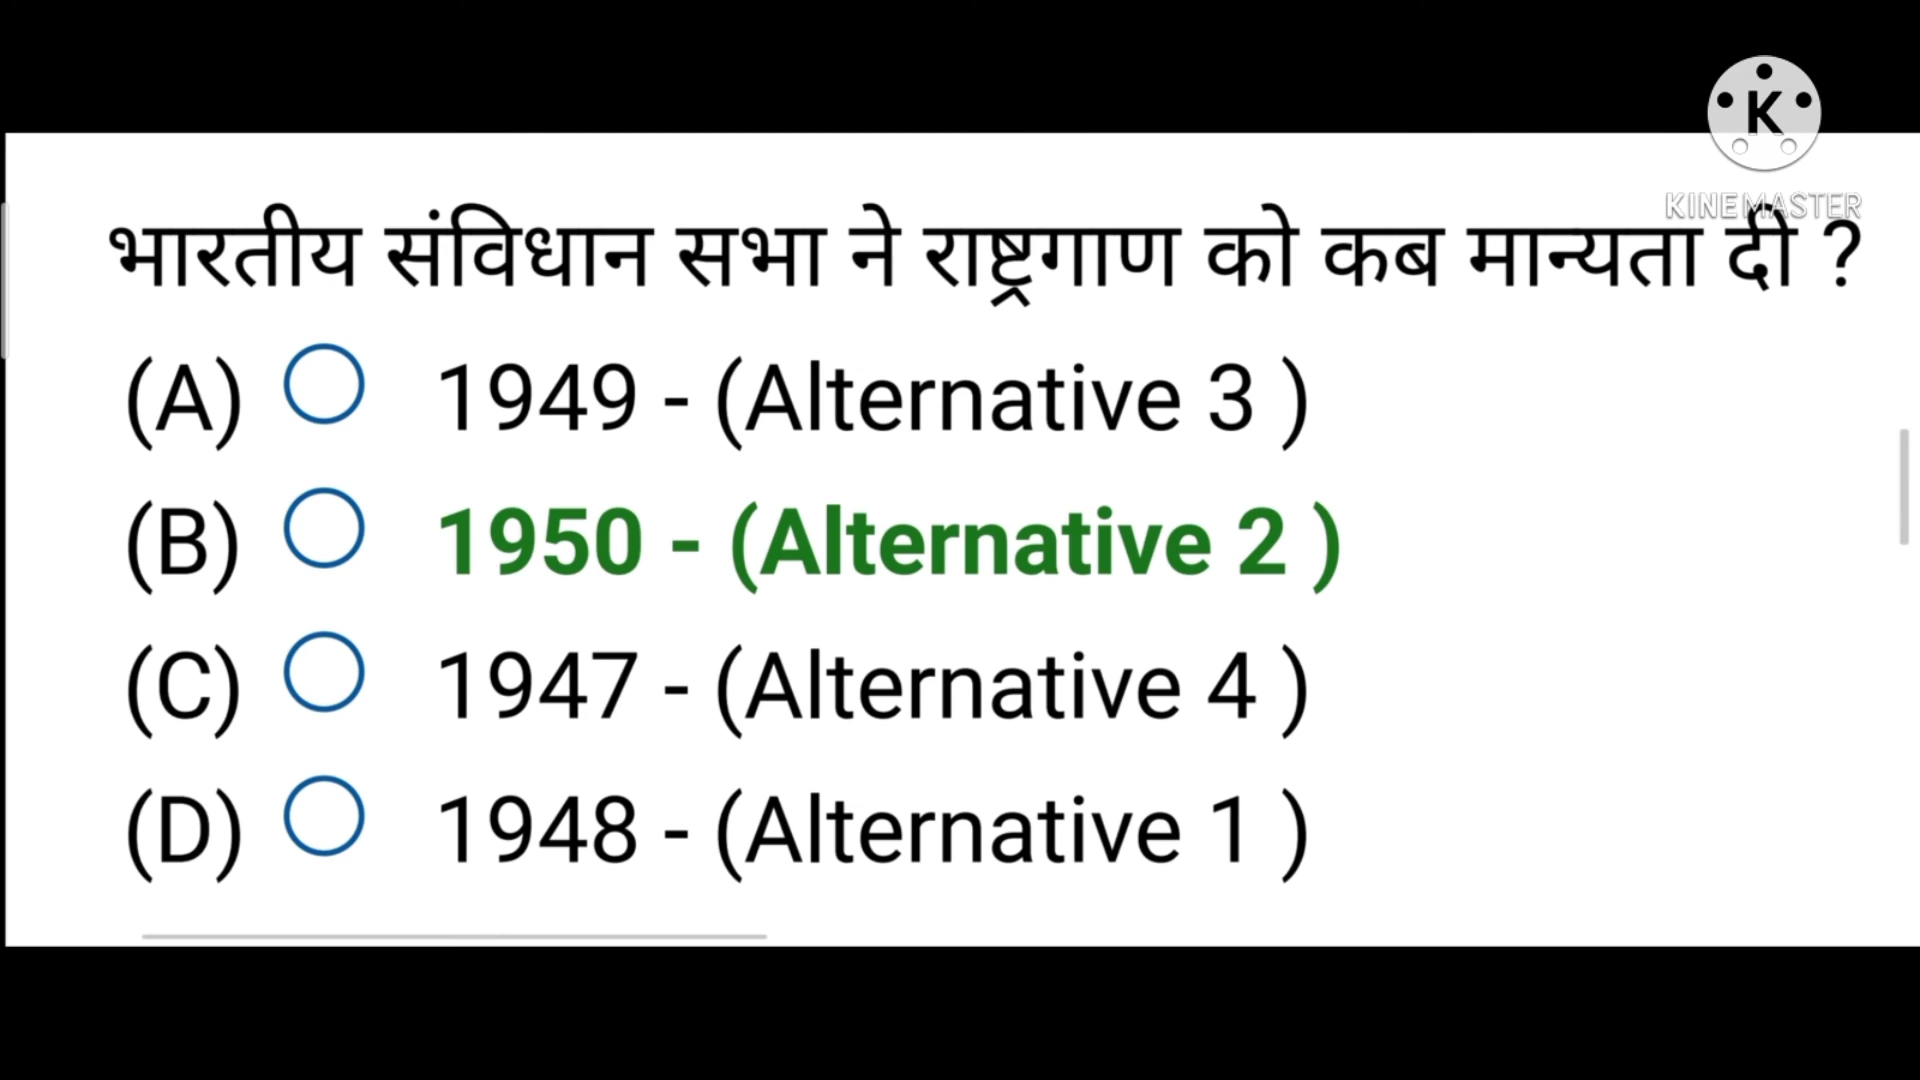 K
KINEMASTER
भारतीय संविधान सभा ने राष्ट्रगाण को कब मान्यता दी ?
(A) 1949 - (Alternative 3 )
(B) 1950 - (Alternative 2 )
(C) 1947 - (Alternative 4 )
(D) 1948 - (Alternative 1 )